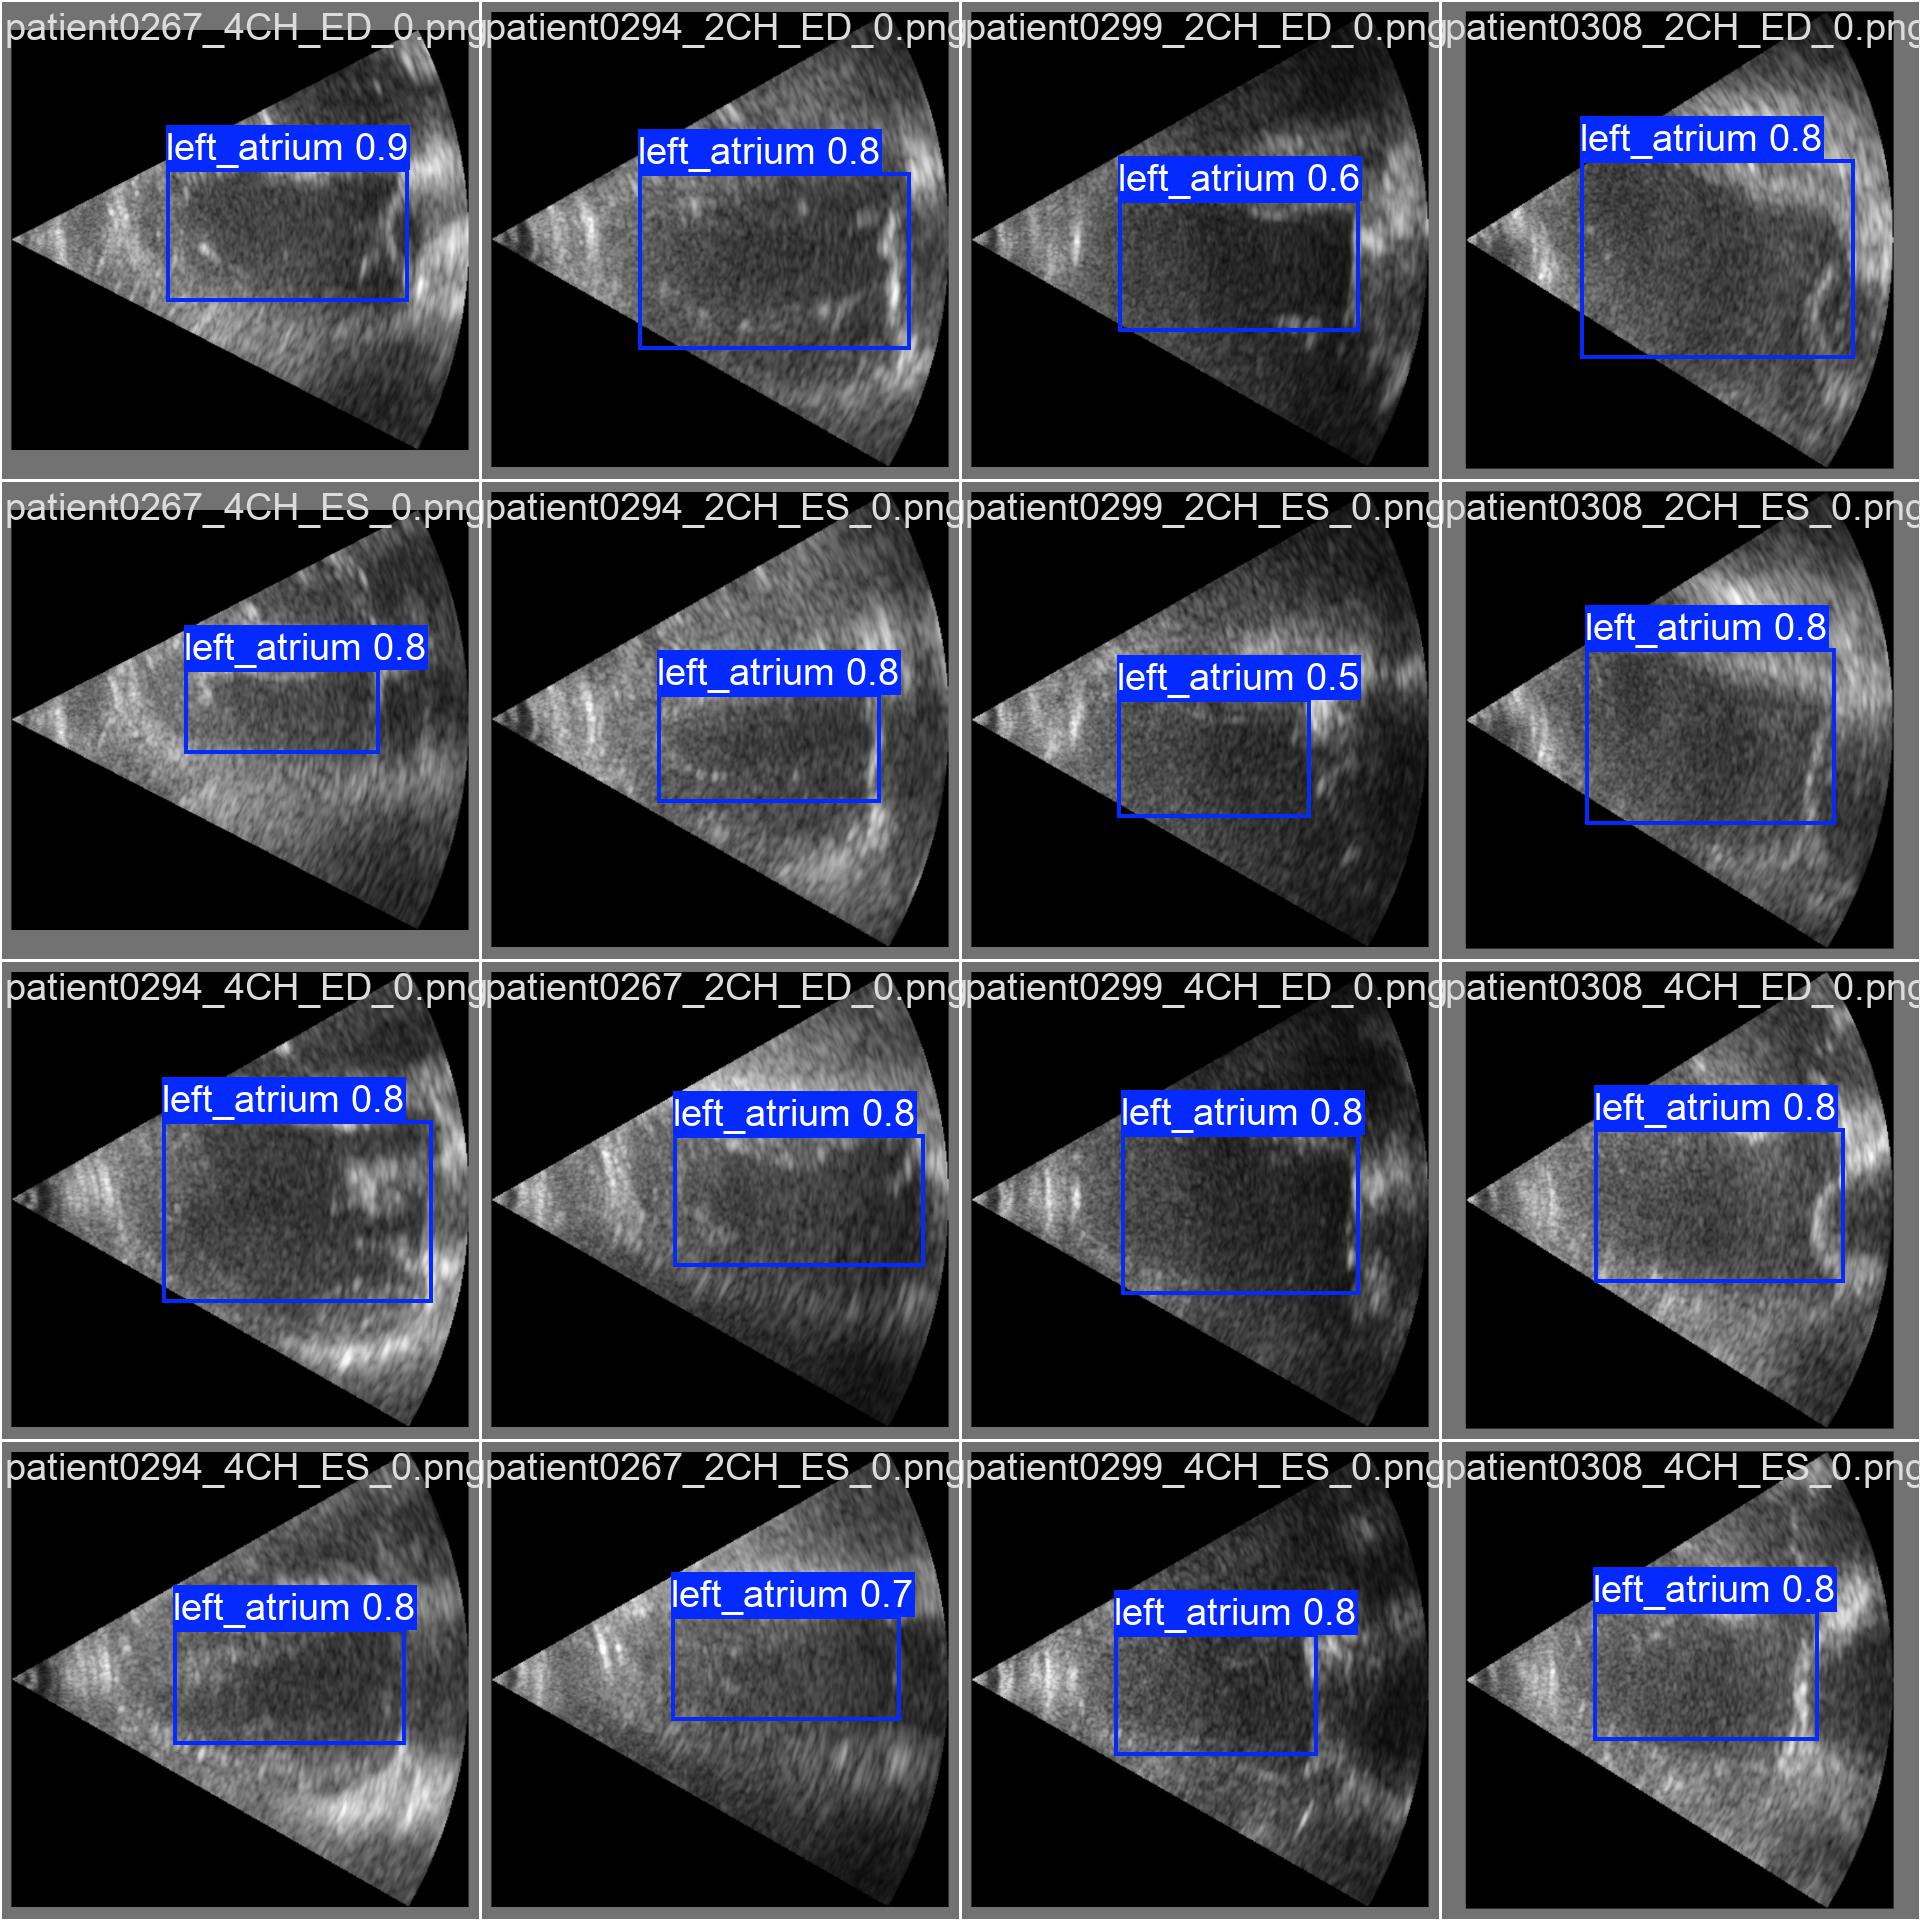 patient0267_4CH_ED_0.png
left_atrium 0.9
patient0294_2CH_ED_0.png
left_atrium 0.8
patient0299_2CH_ED_0.png
left_atrium 0.6
patient0308_2CH_ED_0.png
left_atrium 0.8
patient0267_4CH_ES_0.png
left_atrium 0.8
patient0294_2CH_ES_0.png
left_atrium 0.8
patient0299_2CH_ES_0.png
left_atrium 0.5
patient0308_2CH_ES_0.png
left_atrium 0.8
patient0294_4CH_ED_0.png
left_atrium 0.8
patient0267_2CH_ED_0.png
left_atrium 0.8
patient0299_4CH_ED_0.png
left_atrium 0.8
patient0308_4CH_ED_0.png
left_atrium 0.8
patient0294_4CH_ES_0.png
left_atrium 0.8
patient0267_2CH_ES_0.png
left_atrium 0.7
patient0299_4CH_ES_0.png
left_atrium 0.8
patient0308_4CH_ES_0.png
left_atrium 0.8